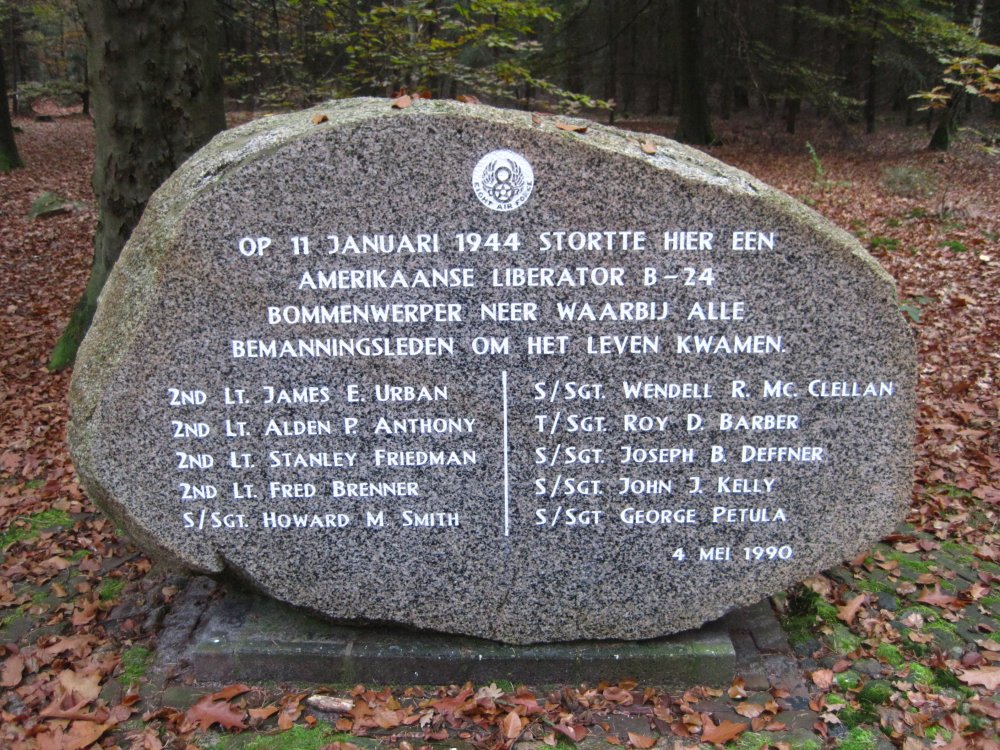 EIGHT AIR FORCE
OP 11 JANUARI 1944 STORTTE HIER EEN
AMERIKAANSE LIBERATOR B-24
BOMMENWERPER NEER WAARBIJ ALLE
BEMANNINGSLEDEN OM HET LEVEN KWAMEN.
2ND LT. JAMES E. URBAN
2ND LT. ALDEN P. ANTHONY
2ND LT. STANLEY FRIEDMAN
2ND LT. FRED BRENNER
S/SGT. HOWARD M. SMITH
S/SGT. WENDELL R. MC. CLELLAN
T/SGT. ROY D. BARBER
S/SGT. JOSEPH B. DEFFNER
S/SGT. JOHN J. KELLY
S/SGT. GEORGE PETULA
4 MEI 1990